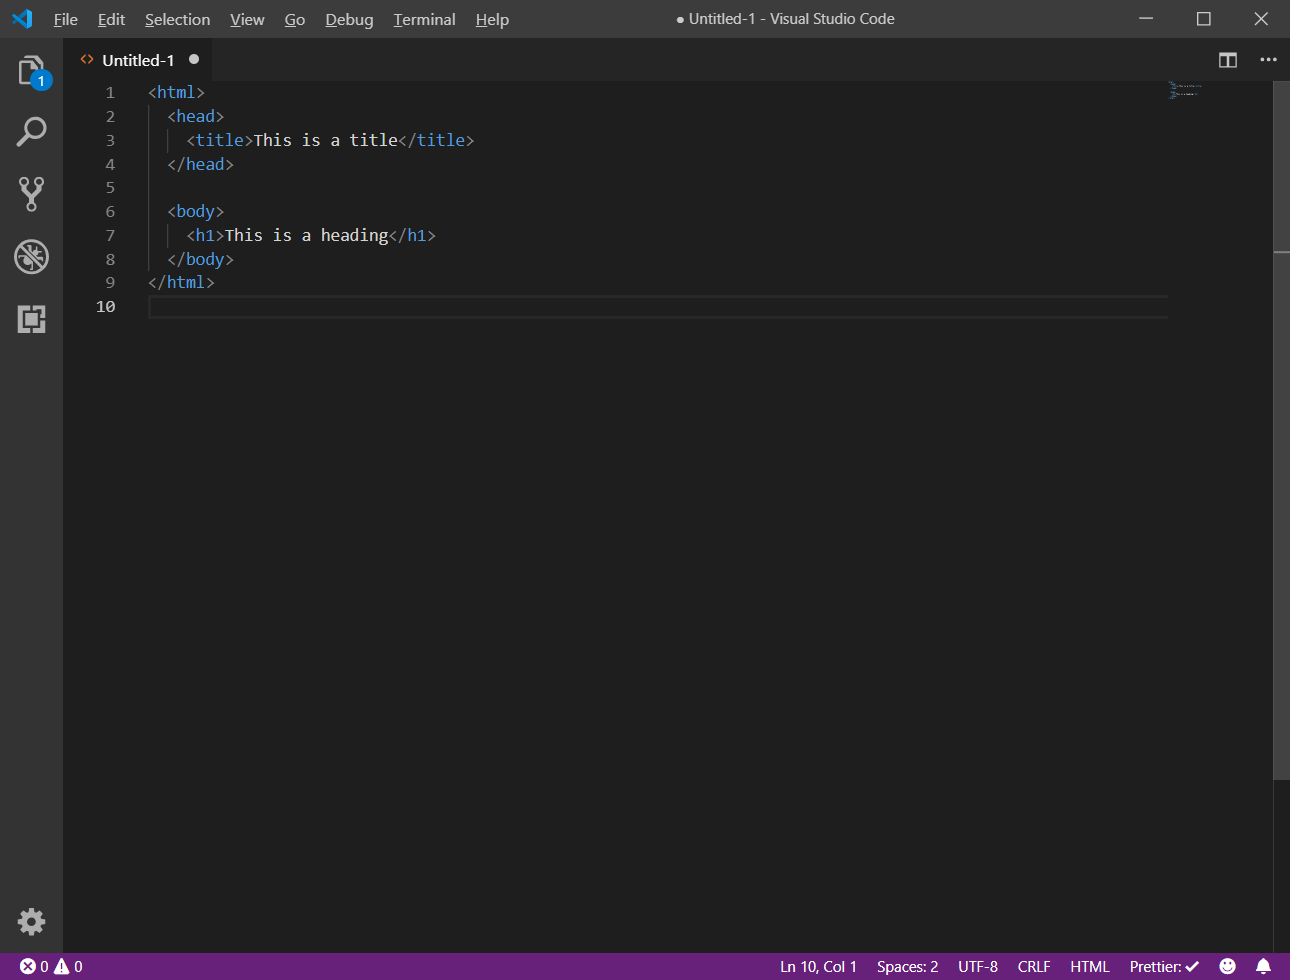 File Edit Selection View Go Debug Terminal Help ● Untitled-1 - Visual Studio Code
1
<> Untitled-1 ●
1 <html>
2 <head>
3 <title>This is a title</title>
4 </head>
5
6 <body>
7 <h1>This is a heading</h1>
8 </body>
9 </html>
10
0 0 Ln 10, Col 1 Spaces: 2 UTF-8 CRLF HTML Prettier: ✓